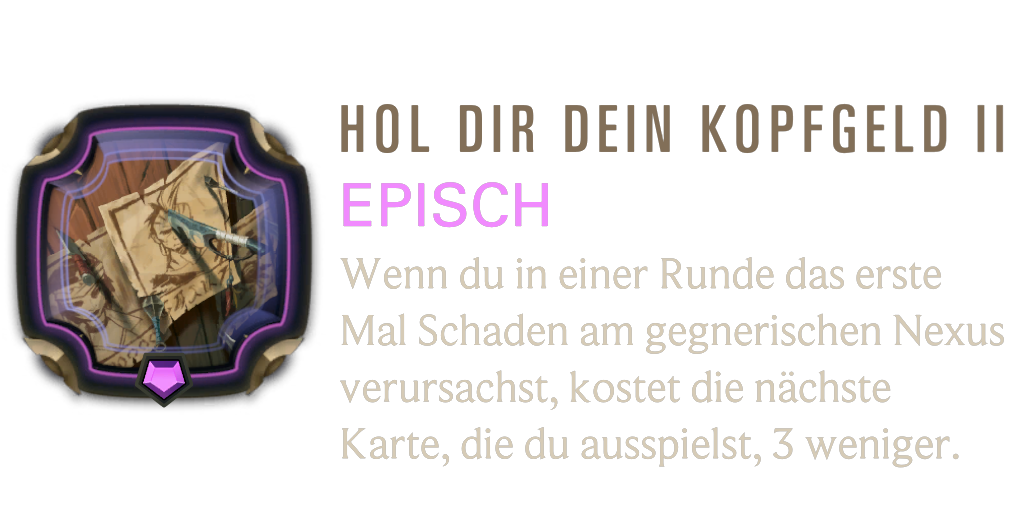 HOL DIR DEIN KOPFGELD II
EPISCH
Wenn du in einer Runde das erste
Mal Schaden am gegnerischen Nexus
verursachst, kostet die nächste
Karte, die du ausspielst, 3 weniger.